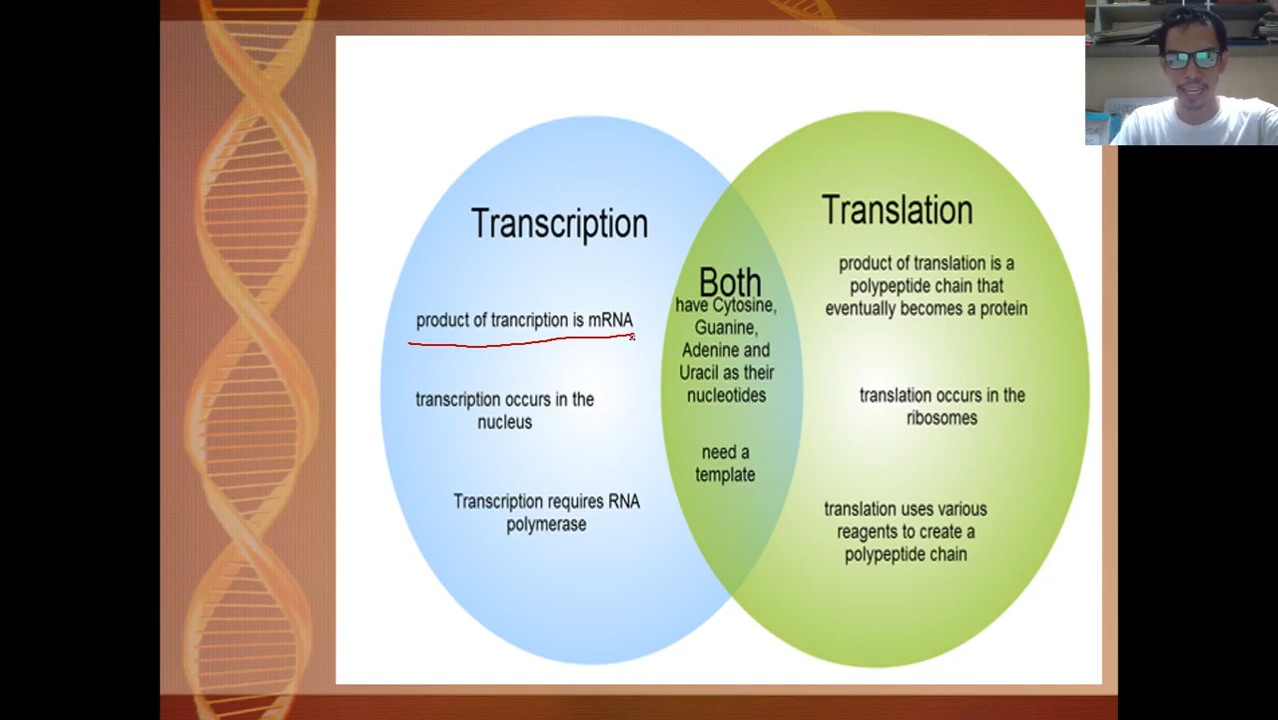 Transcription
product of trancription is mRNA
transcription occurs in the
nucleus
Transcription requires RNA
polymerase
Both
have Cytosine,
Guanine,
Adenine and
Uracil as their
nucleotides
need a
template
Translation
product of translation is a
polypeptide chain that
eventually becomes a protein
translation occurs in the
ribosomes
translation uses various
reagents to create a
polypeptide chain